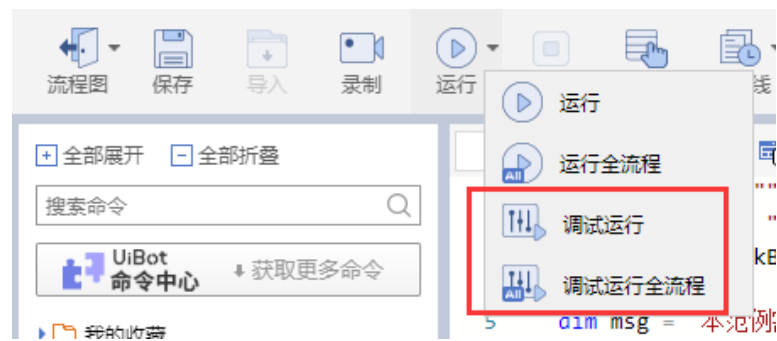 流程图 保存 导入 录制 运行 线
运行
全部展开 全部折叠
运行全流程
搜索命令
调试运行
UiBot
命令中心 获取更多命令
调试运行全流程
我的收藏
5 dim msg = "本范例